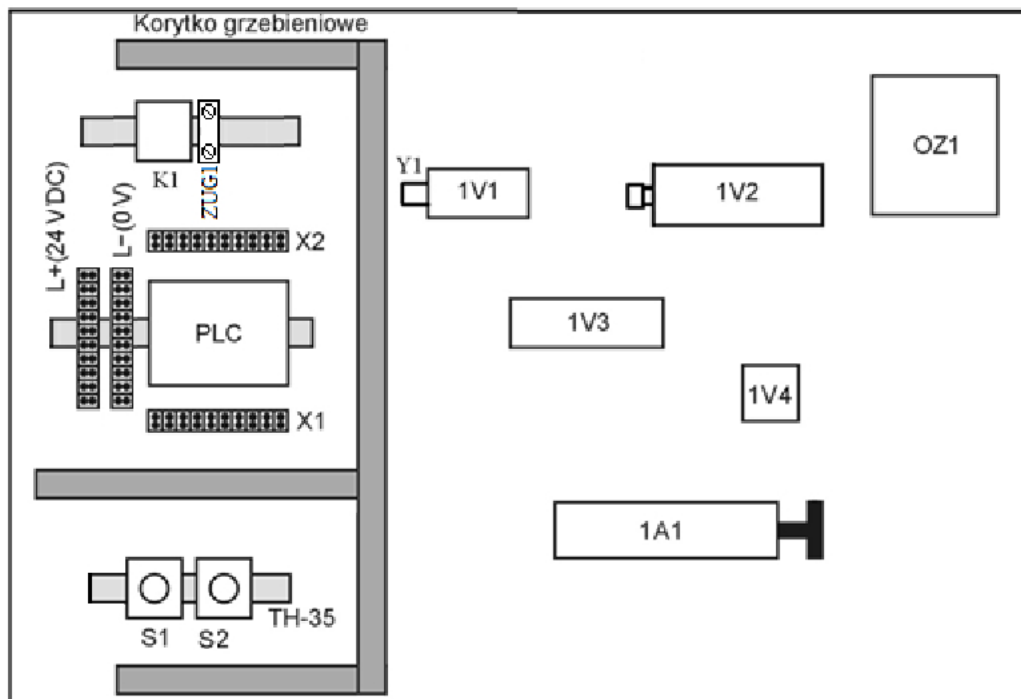 Korytko grzebieniowe
K1
ZUG1
L+(24 VDC)
L-(0 V)
X2
PLC
X1
S1
S2
TH-35
Y1
1V1
1V2
OZ1
1V3
1V4
1A1